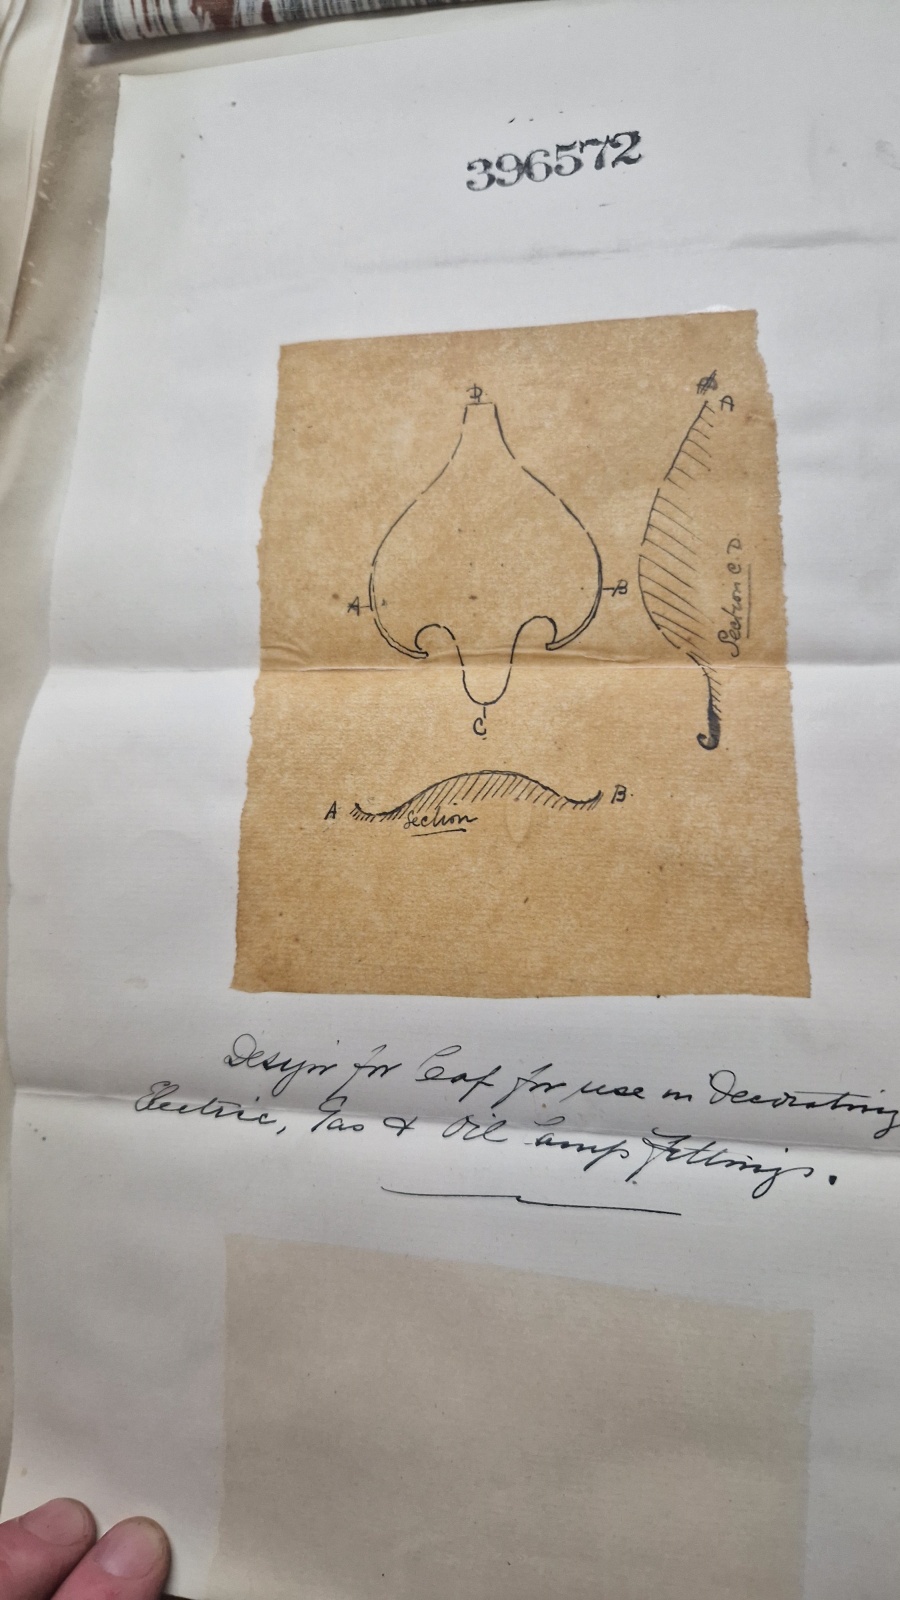 396572
D
D
A
B
Section C. D.
C
C
A
B.
Section
Design for Leaf for use in Decorating
Electric, Gas & Oil Lamp Fittings.